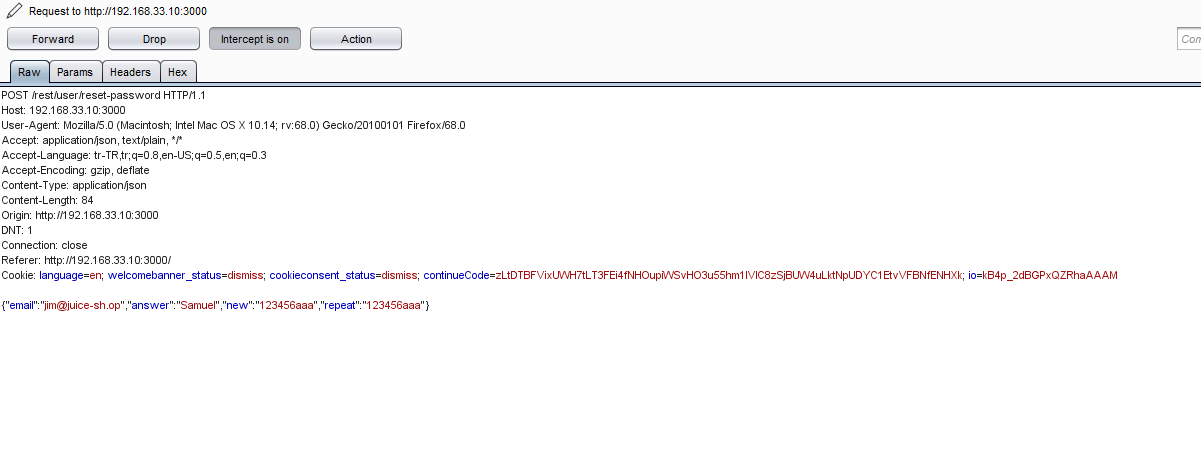 Request to http://192.168.33.10:3000
Forward Drop Intercept is on Action Com
Raw Params Headers Hex
POST /rest/user/reset-password HTTP/1.1
Host: 192.168.33.10:3000
User-Agent: Mozilla/5.0 (Macintosh; Intel Mac OS X 10.14; rv:68.0) Gecko/20100101 Firefox/68.0
Accept: application/json, text/plain, */*
Accept-Language: tr-TR,tr;q=0.8,en-US;q=0.5,en;q=0.3
Accept-Encoding: gzip, deflate
Content-Type: application/json
Content-Length: 84
Origin: http://192.168.33.10:3000
DNT: 1
Connection: close
Referer: http://192.168.33.10:3000/
Cookie: language=en; welcomebanner_status=dismiss; cookieconsent_status=dismiss; continueCode=zLtDTBFVixUWH7tLT3FEi4fNHOupiWSvHO3u55hm1IVIC8zSjBUW4uLktNpUDYC1EtvVFBNfENHXk; io=kB4p_2dBGPxQZRhaAAAM
{"email":"jim@juice-sh.op","answer":"Samuel","new":"123456aaa","repeat":"123456aaa"}